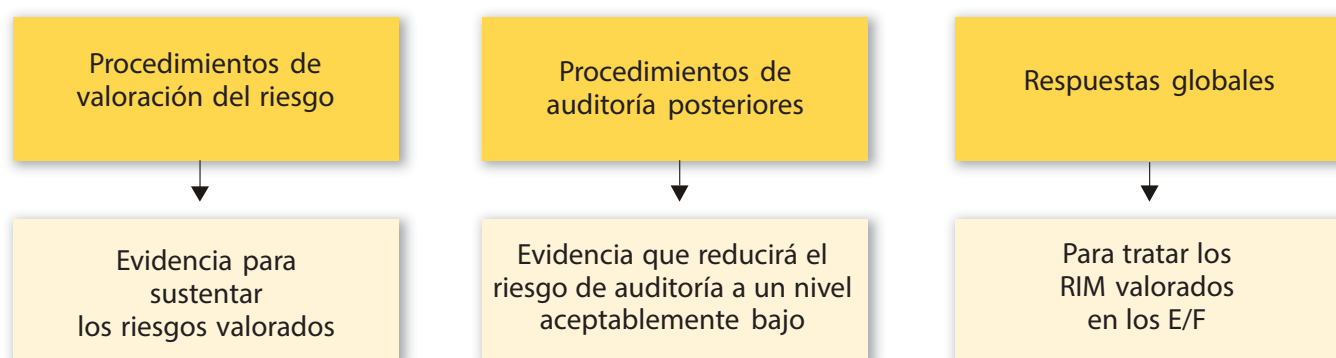 Procedimientos de
valoración del riesgo
Evidencia para
sustentar
los riesgos valorados
Procedimientos de
auditoría posteriores
Evidencia que reducirá el
riesgo de auditoría a un nivel
aceptablemente bajo
Respuestas globales
Para tratar los
RIM valorados
en los E/F